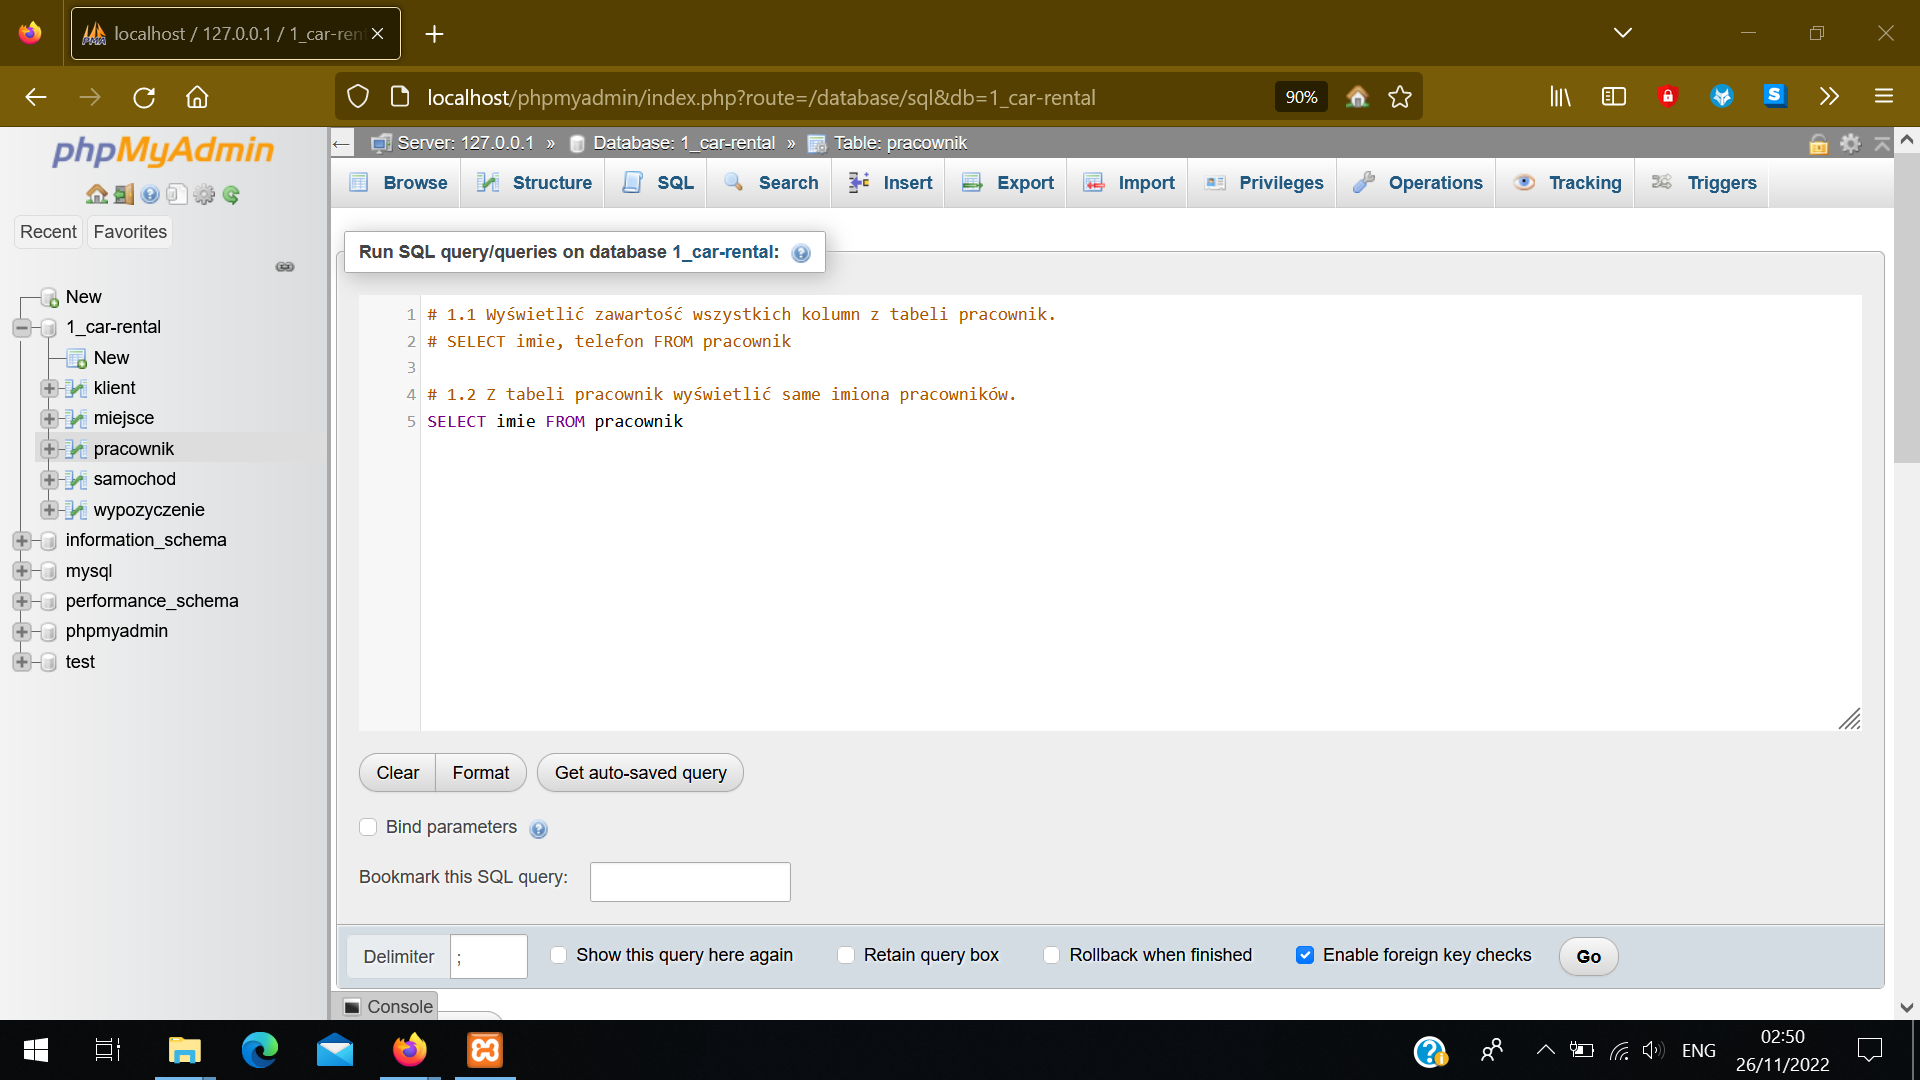 localhost / 127.0.0.1 / 1_car-ren
localhost/phpmyadmin/index.php?route=/database/sql&db=1_car-rental
90%
phpMyAdmin
Recent
Favorites
New
1_car-rental
New
klient
miejsce
pracownik
samochod
wypozyczenie
information_schema
mysql
performance_schema
phpmyadmin
test
Server: 127.0.0.1 » Database: 1_car-rental » Table: pracownik
Browse Structure SQL Search Insert Export Import Privileges Operations Tracking Triggers
Run SQL query/queries on database 1_car-rental:
1 # 1.1 Wyświetlić zawartość wszystkich kolumn z tabeli pracownik.
2 # SELECT imie, telefon FROM pracownik
3
4 # 1.2 Z tabeli pracownik wyświetlić same imiona pracowników.
5 SELECT imie FROM pracownik
Clear Format Get auto-saved query
Bind parameters
Bookmark this SQL query:
Delimiter ; Show this query here again Retain query box Rollback when finished Enable foreign key checks Go
Console
ENG
02:50
26/11/2022